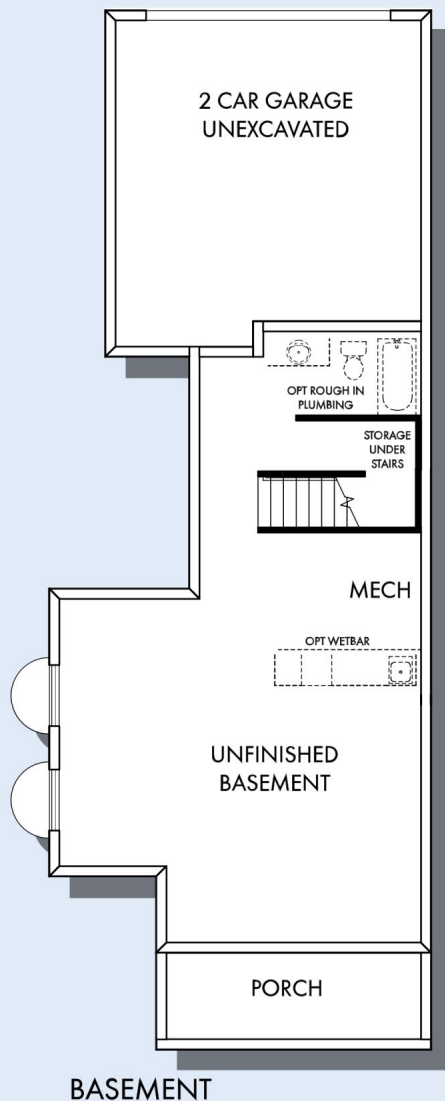 2 CAR GARAGE
UNEXCAVATED
OPT ROUGH IN
PLUMBING
STORAGE
UNDER
STAIRS
MECH
OPT WETBAR
UNFINISHED
BASEMENT
PORCH
BASEMENT